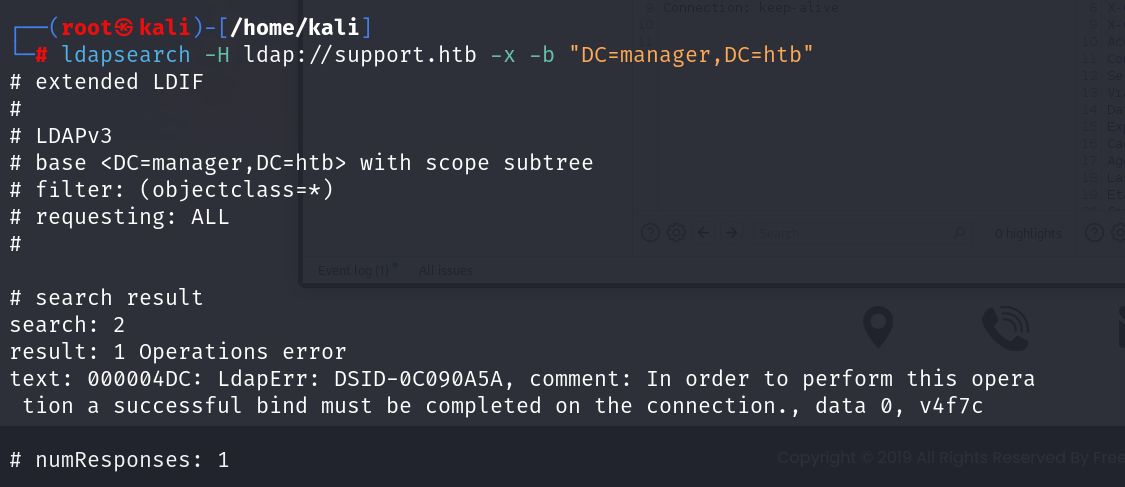 ┌──(root㉿kali)-[/home/kali]
└─# ldapsearch -H ldap://support.htb -x -b "DC=manager,DC=htb"
# extended LDIF
#
# LDAPv3
# base <DC=manager,DC=htb> with scope subtree
# filter: (objectclass=*)
# requesting: ALL
#
# search result
search: 2
result: 1 Operations error
text: 000004DC: LdapErr: DSID-0C090A5A, comment: In order to perform this opera
tion a successful bind must be completed on the connection., data 0, v4f7c
# numResponses: 1
9 Connection: keep-alive
10
Search
0 highlights
Event log (1)
All issues
Copyright © 2019 All Rights Reserved By Free